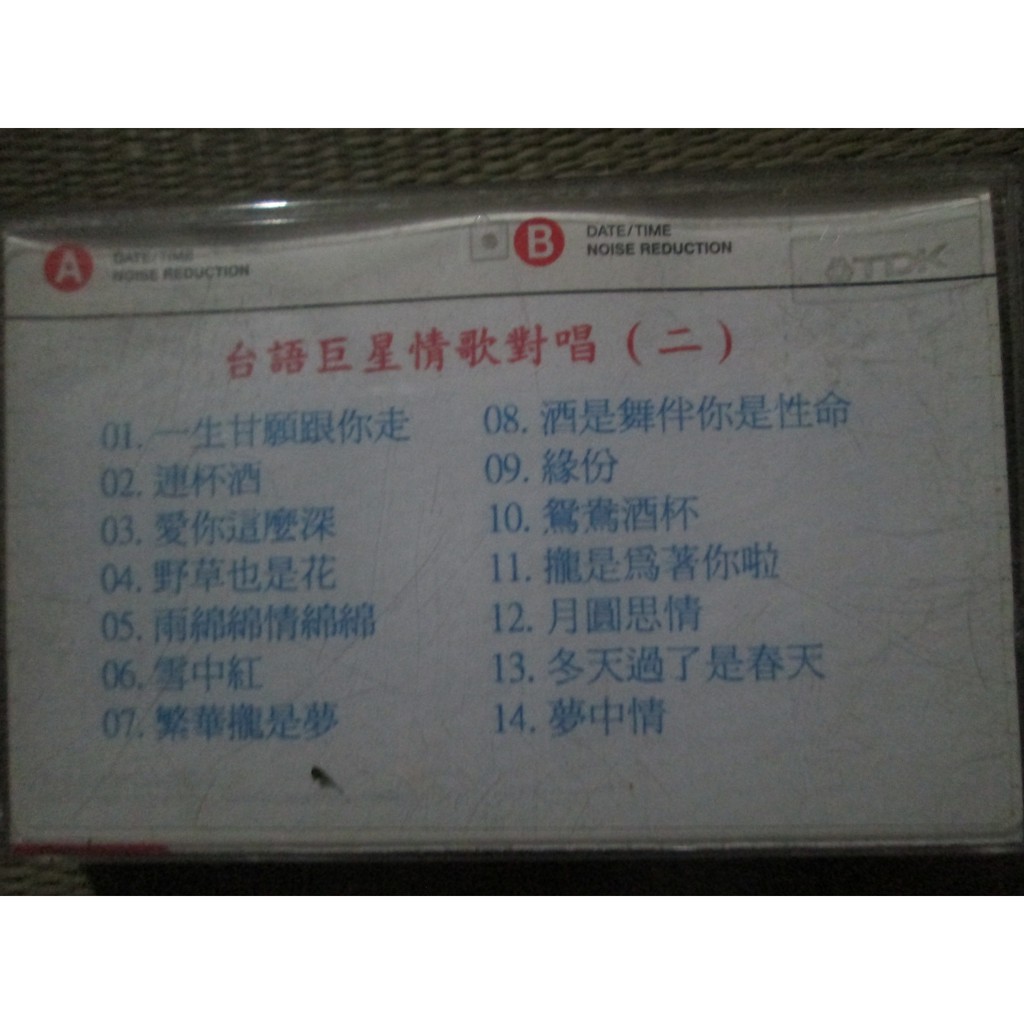 A
DATE/TIME
NOISE REDUCTION
B
DATE/TIME
NOISE REDUCTION
TDK
台語巨星情歌對唱（二）
01. 一生甘願跟你走
02. 連杯酒
03. 愛你這麼深
04. 野草也是花
05. 雨綿綿情綿綿
06. 雪中紅
07. 繁華攏是夢
08. 酒是舞伴你是性命
09. 緣份
10. 鴛鴦酒杯
11. 攏是爲著你啦
12. 月圓思情
13. 冬天過了是春天
14. 夢中情